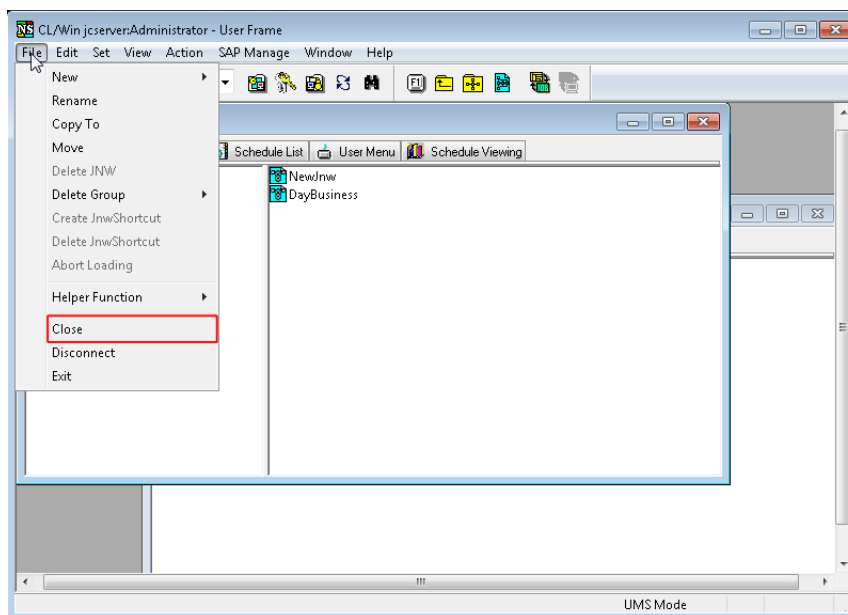 CL/Win jcserver:Administrator - User Frame
File Edit Set View Action SAP Manage Window Help
New
Rename
Copy To
Move
Delete JNW
Delete Group
Create JnwShortcut
Delete JnwShortcut
Abort Loading
Helper Function
Close
Disconnect
Exit
Schedule List User Menu Schedule Viewing
NewJnw
DayBusiness
UMS Mode